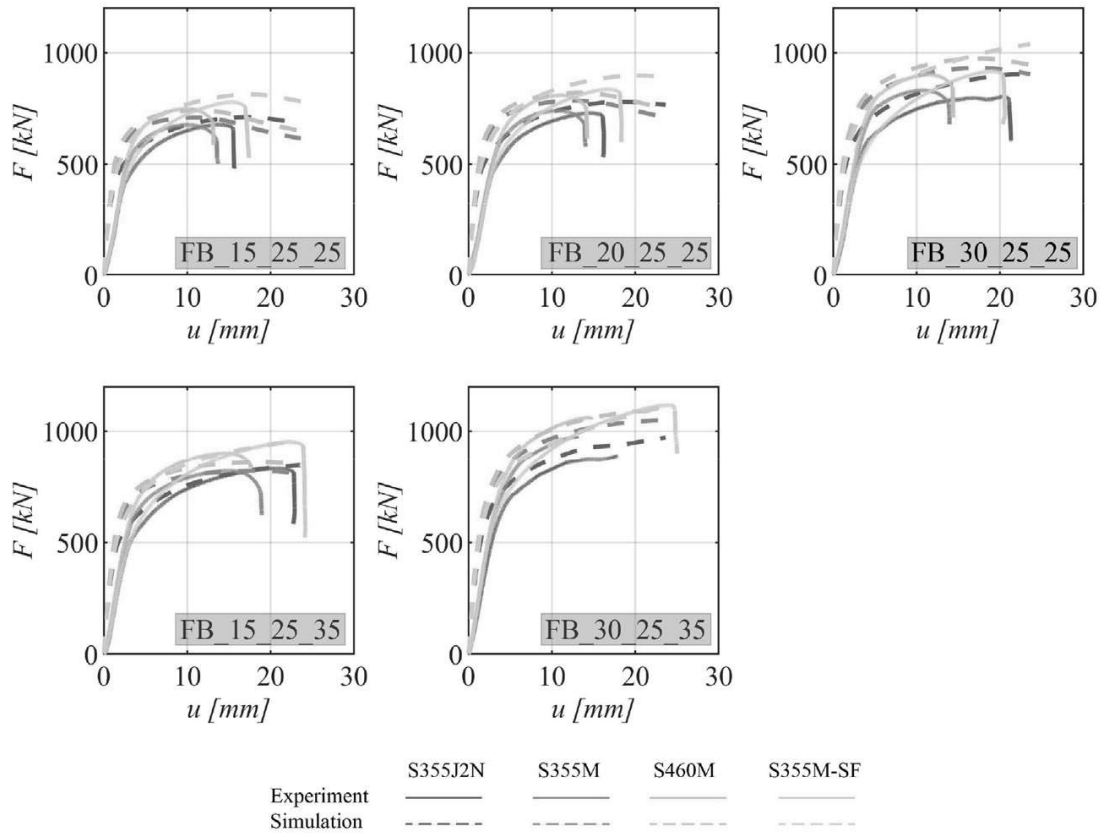 1000
500
0
F [kN]
FB_15_25_25
0 10 20 30
u [mm]
1000
500
0
F [kN]
FB_20_25_25
0 10 20 30
u [mm]
1000
500
0
F [kN]
FB_30_25_25
0 10 20 30
u [mm]
1000
500
0
F [kN]
FB_15_25_35
0 10 20 30
u [mm]
1000
500
0
F [kN]
FB_30_25_35
0 10 20 30
u [mm]
S355J2N S355M S460M S355M-SF
Experiment
Simulation